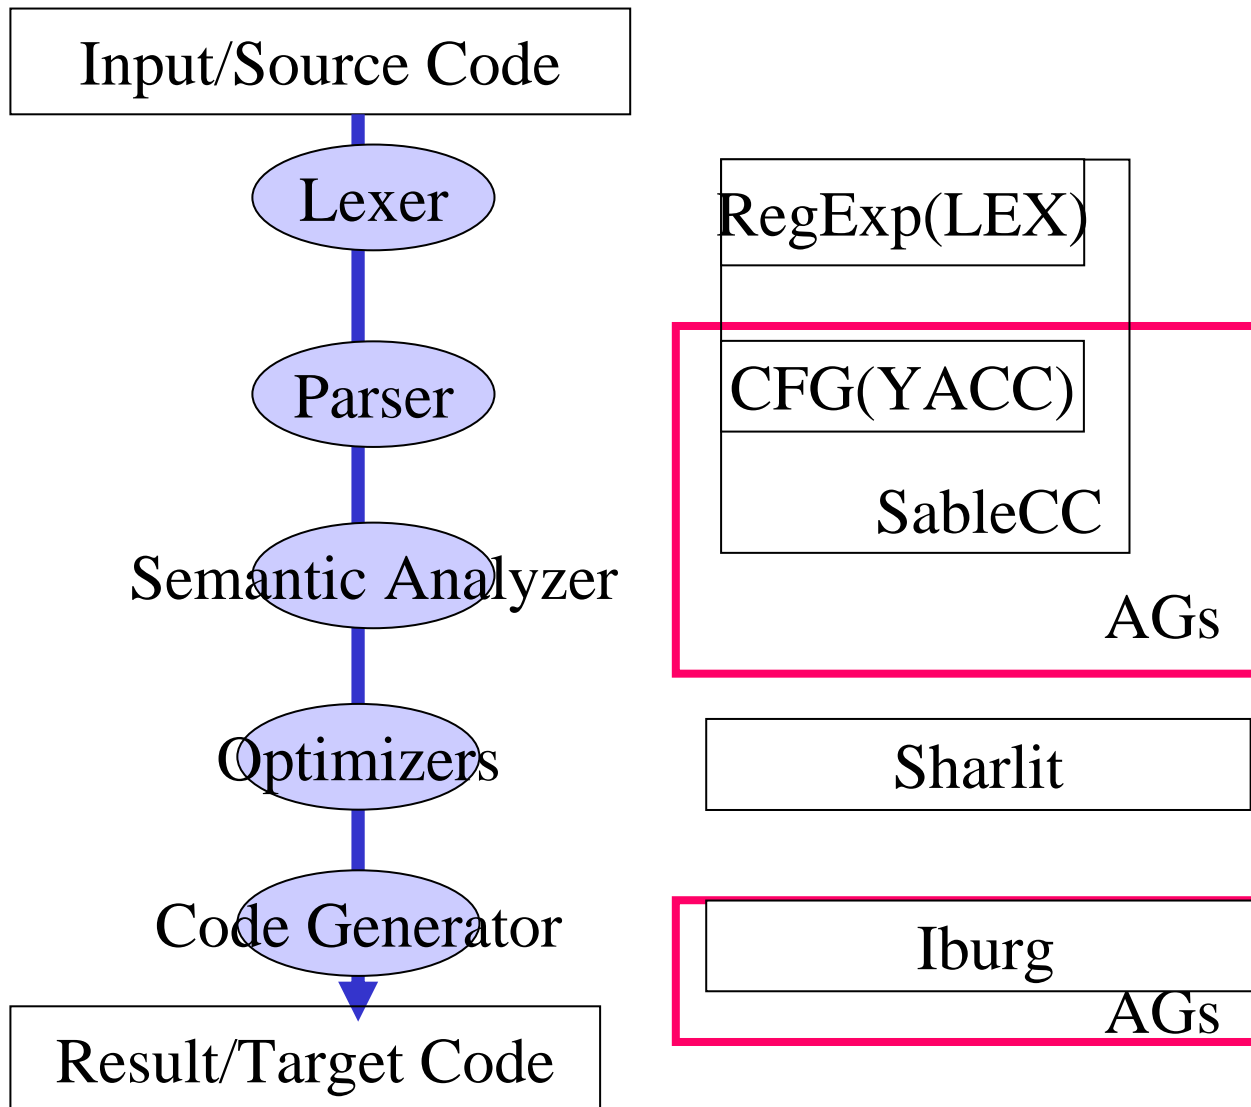 Input/Source Code
Lexer
RegExp(LEX)
Parser
CFG(YACC)
SableCC
Semantic Analyzer
AGs
Optimizers
Sharlit
Code Generator
Iburg
AGs
Result/Target Code